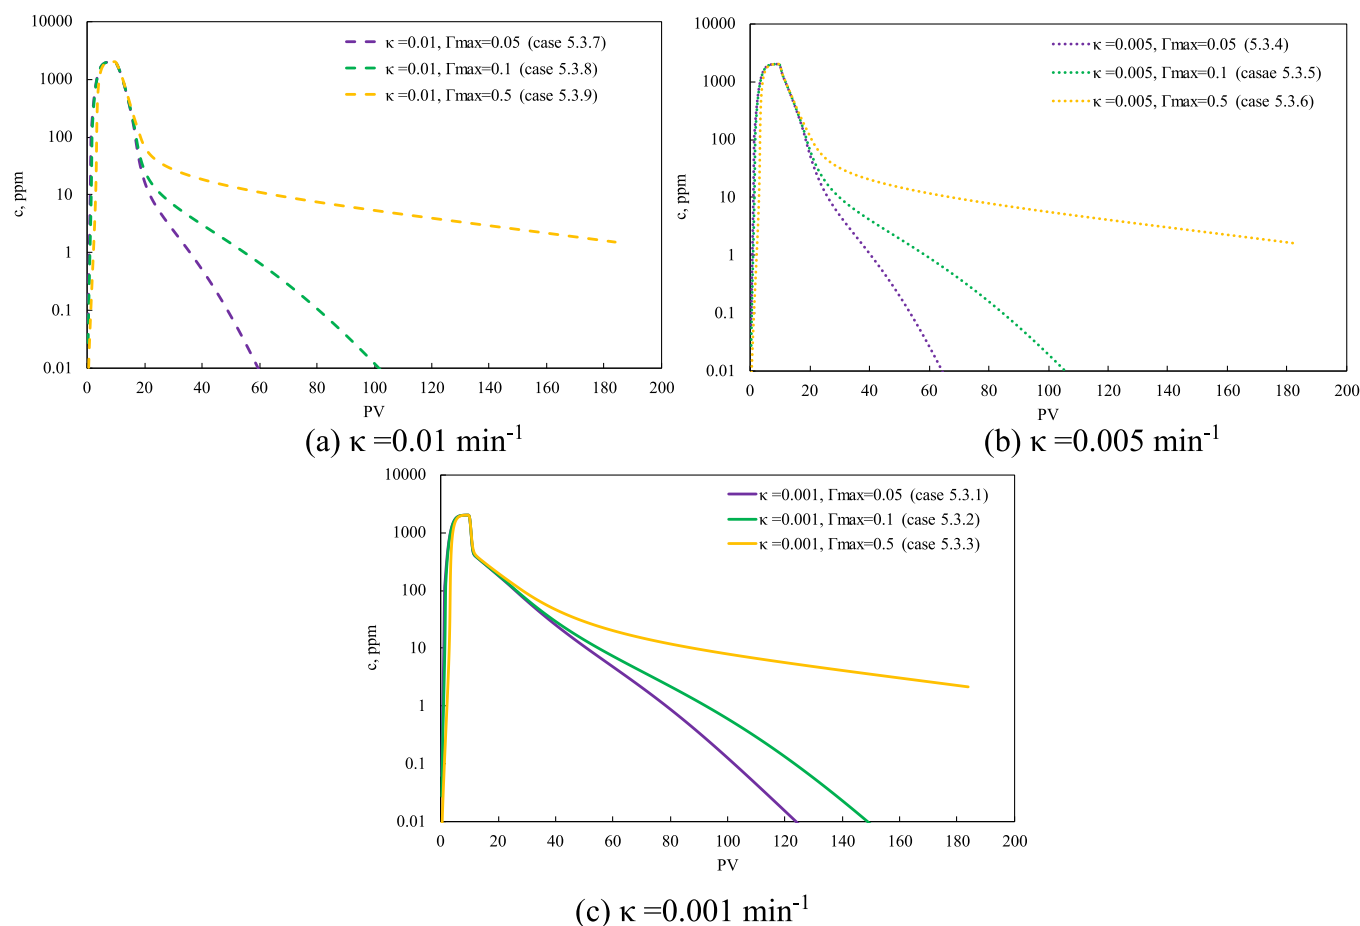 10000
1000
100
10
1
0.1
0.01
c, ppm
0 20 40 60 80 100 120 140 160 180 200
PV
κ =0.01, Γmax=0.05 (case 5.3.7)
κ =0.01, Γmax=0.1 (case 5.3.8)
κ =0.01, Γmax=0.5 (case 5.3.9)
(a) κ =0.01 min-1
10000
1000
100
10
1
0.1
0.01
c, ppm
0 20 40 60 80 100 120 140 160 180 200
PV
κ =0.005, Γmax=0.05 (5.3.4)
κ =0.005, Γmax=0.1 (casae 5.3.5)
κ =0.005, Γmax=0.5 (case 5.3.6)
(b) κ =0.005 min-1
10000
1000
100
10
1
0.1
0.01
c, ppm
0 20 40 60 80 100 120 140 160 180 200
PV
κ =0.001, Γmax=0.05 (case 5.3.1)
κ =0.001, Γmax=0.1 (case 5.3.2)
κ =0.001, Γmax=0.5 (case 5.3.3)
(c) κ =0.001 min-1